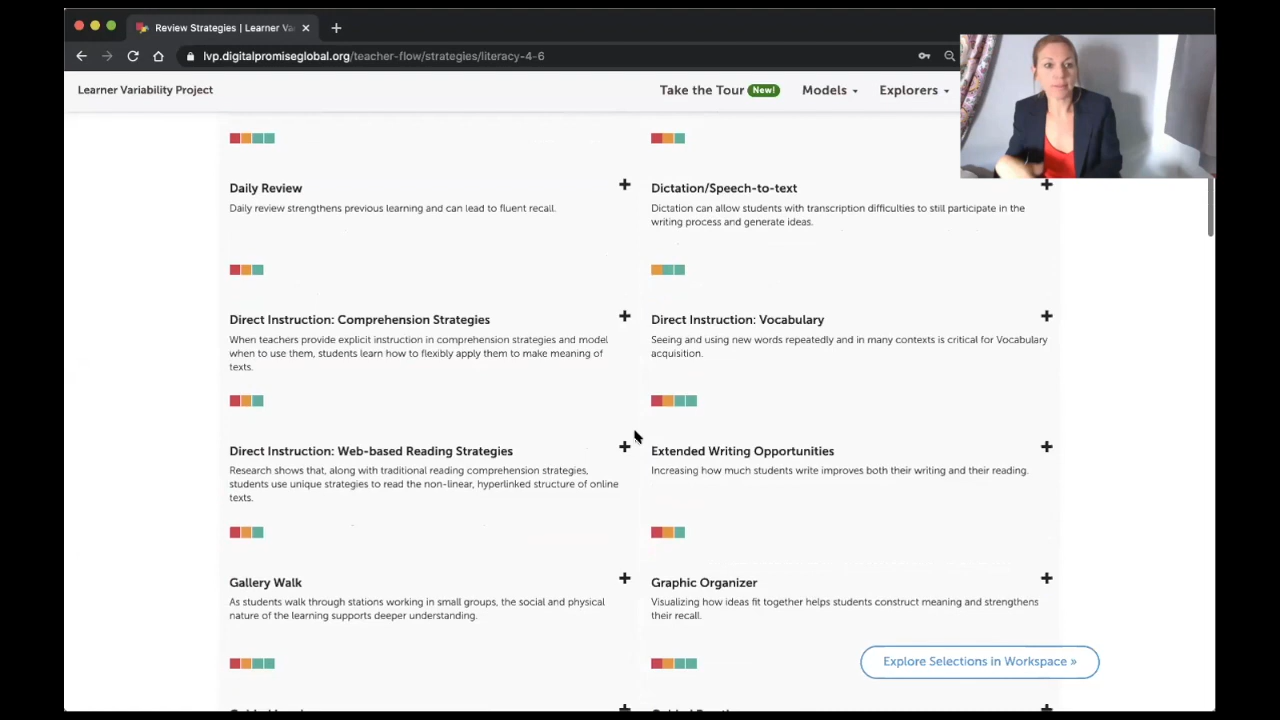 Review Strategies | Learner Va
lvp.digitalpromiseglobal.org/teacher-flow/strategies/literacy-4-6
Learner Variability Project
Take the Tour New! Models Explorers
Daily Review
Daily review strengthens previous learning and can lead to fluent recall.
Dictation/Speech-to-text
Dictation can allow students with transcription difficulties to still participate in the
writing process and generate ideas.
Direct Instruction: Comprehension Strategies
When teachers provide explicit instruction in comprehension strategies and model
when to use them, students learn how to flexibly apply them to make meaning of
texts.
Direct Instruction: Vocabulary
Seeing and using new words repeatedly and in many contexts is critical for Vocabulary
acquisition.
Direct Instruction: Web-based Reading Strategies
Research shows that, along with traditional reading comprehension strategies,
students use unique strategies to read the non-linear, hyperlinked structure of online
texts.
Extended Writing Opportunities
Increasing how much students write improves both their writing and their reading.
Gallery Walk
As students walk through stations working in small groups, the social and physical
nature of the learning supports deeper understanding.
Graphic Organizer
Visualizing how ideas fit together helps students construct meaning and strengthens
their recall.
Explore Selections in Workspace »